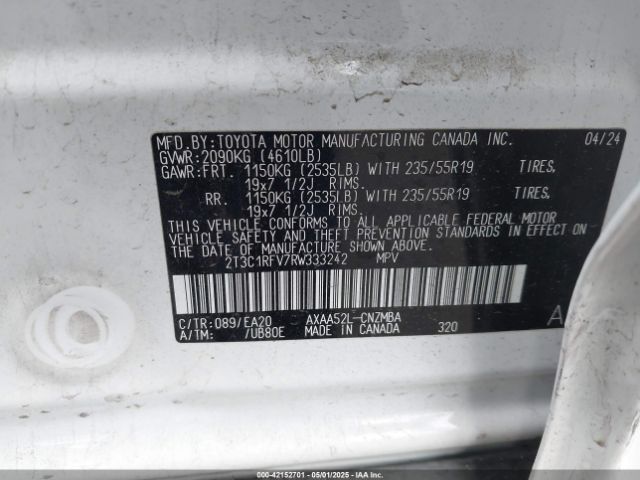 MFD.BY:TOYOTA MOTOR MANUFACTURING CANADA INC. 04/24
GVWR:2090KG (4610LB)
GAWR:FRT. 1150KG (2535LB) WITH 235/55R19 TIRES,
19x7 1/2J RIMS.
RR. 1150KG (2535LB) WITH 235/55R19 TIRES,
19x7 1/2J RIMS.
THIS VEHICLE CONFORMS TO ALL APPLICABLE FEDERAL MOTOR
VEHICLE SAFETY AND THEFT PREVENTION STANDARDS IN EFFECT ON
THE DATE OF MANUFACTURE SHOWN ABOVE.
2T3C1RFV7RW333242 MPV
C/TR:089/EA20 AXAA52L-CNZMBA A
A/TM: /UB80E MADE IN CANADA 320
000-42152701 - 05/01/2025 - IAA Inc.